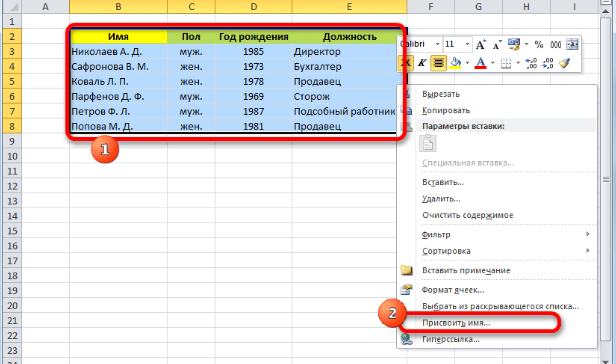 A B C D E F G H I
1
2 Имя Пол Год рождения Должность
3 Николаев А. Д. муж. 1985 Директор
4 Сафронова В. М. жен. 1973 Бухгалтер
5 Коваль Л. П. жен. 1978 Продавец
6 Парфенов Д. Ф. муж. 1969 Сторож
7 Петров Ф. Л. муж. 1987 Подсобный работник
8 Попова М. Д. жен. 1981 Продавец
9
10
11
12
13
14
15
16
17
18
19
20
21
22
23
1
Calibri 11 A A % 000
Ж К A
Вырезать
Копировать
Параметры вставки:
Специальная вставка...
Вставить...
Удалить...
Очистить содержимое
Фильтр
Сортировка
Вставить примечание
Формат ячеек...
Выбрать из раскрывающегося списка...
2
Присвоить имя...
Гиперссылка...